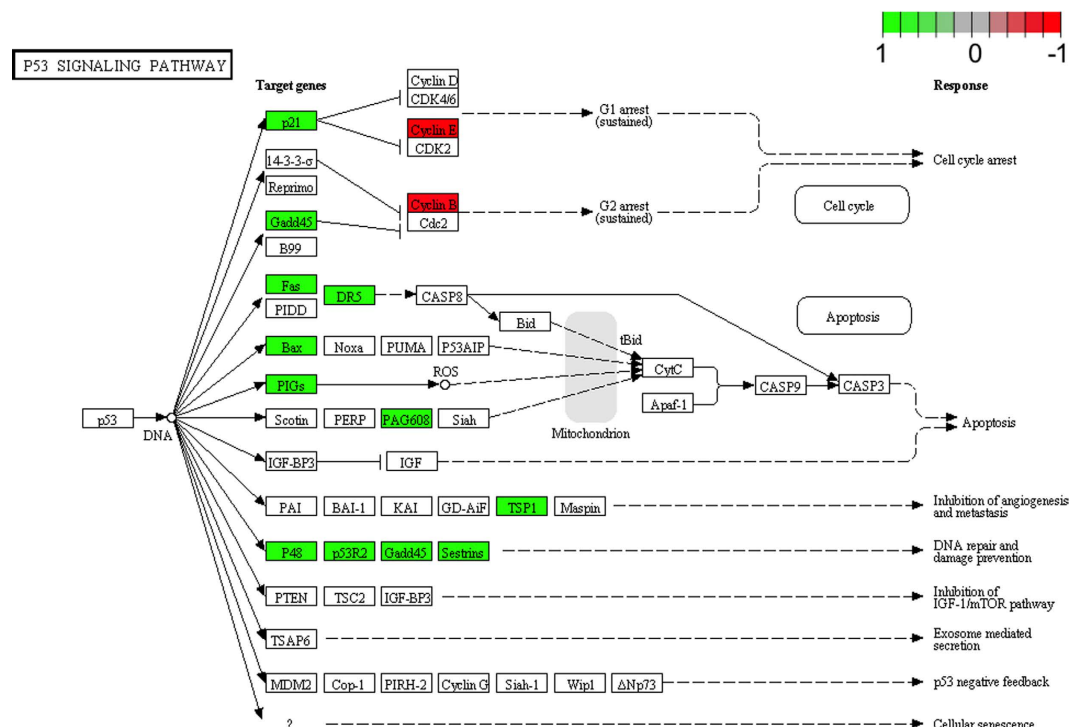 P53 SIGNALING PATHWAY
1 0 -1
Target genes
Response
Cyclin D
CDK4/6
p21
G1 arrest
(sustained)
Cyclin E
CDK2
14-3-3-σ
Cell cycle arrest
Reprimo
Cyclin B
Cdc2
G2 arrest
(sustained)
Cell cycle
Gadd45
B99
Fas
DR5
CASP8
PIDD
Bid
Apoptosis
tBid
Bax
Noxa
PUMA
P53AIP
CytC
ROS
PIGs
CASP9
CASP3
Apaf-1
p53
DNA
Scotin
PERP
PAG608
Siah
Mitochondrion
Apoptosis
IGF-BP3
IGF
PAI
BAI-1
KAI
GD-AiF
TSP1
Maspin
Inhibition of angiogenesis
and metastasis
P48
p53R2
Gadd45
Sestrins
DNA repair and
damage prevention
PTEN
TSC2
IGF-BP3
Inhibition of
IGF-1/mTOR pathway
TSAP6
Exosome mediated
secretion
MDM2
Cop-1
PIRH-2
Cyclin G
Siah-1
Wip1
ΔNp73
p53 negative feedback
?
Cellular senescence